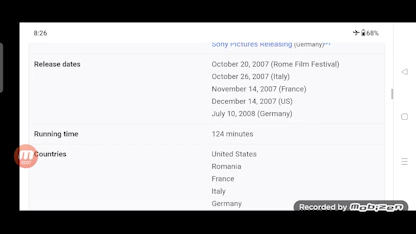 8:26
68%
Sony Pictures Releasing (Germany)
Release dates
October 20, 2007 (Rome Film Festival)
October 26, 2007 (Italy)
November 14, 2007 (France)
December 14, 2007 (US)
July 10, 2008 (Germany)
Running time
124 minutes
Countries
United States
Romania
France
Italy
Germany
Recorded by Mobizen